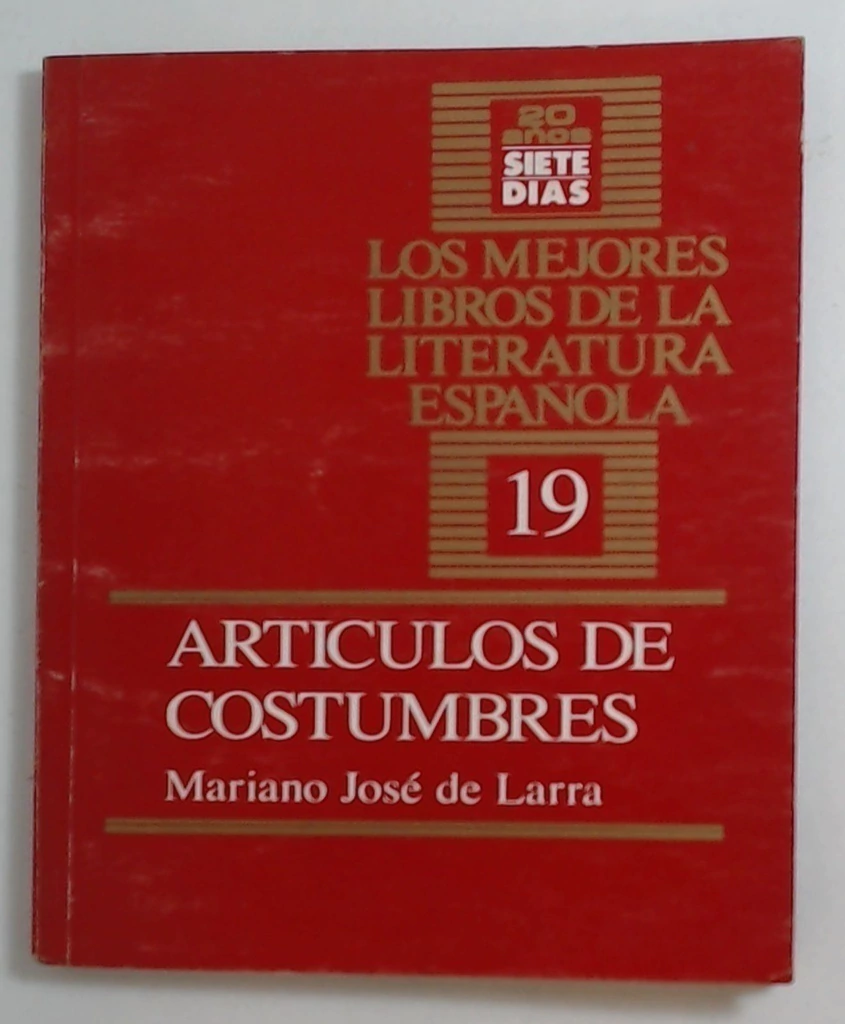 20
años
SIETE
DIAS
LOS MEJORES
LIBROS DE LA
LITERATURA
ESPAÑOLA
19
ARTICULOS DE
COSTUMBRES
Mariano José de Larra